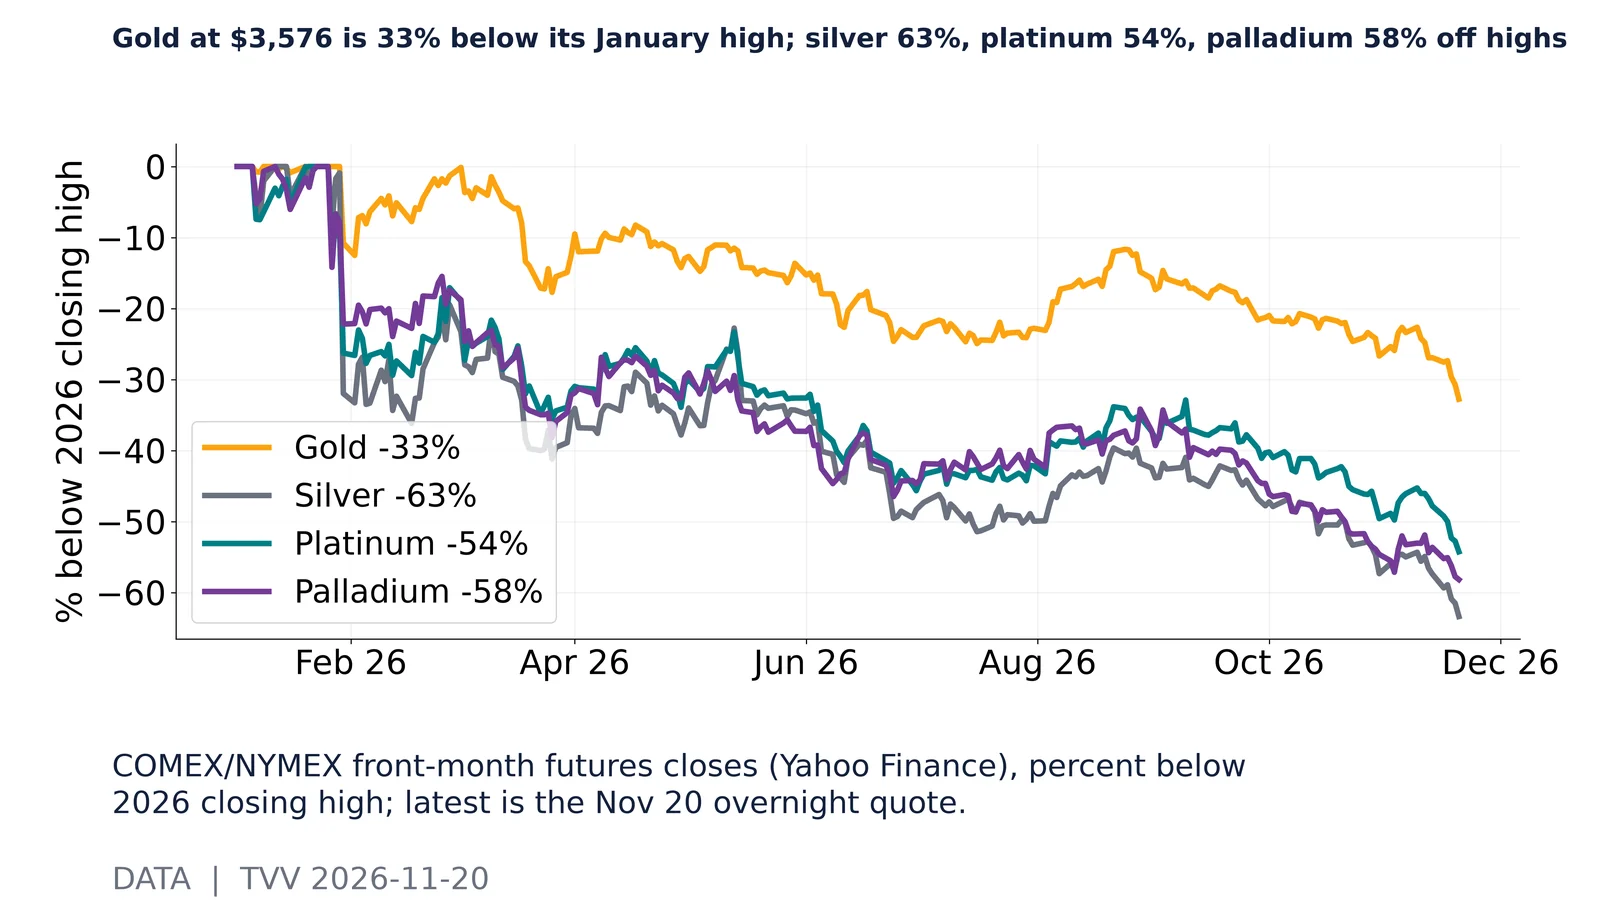 Gold at $3,576 is 33% below its January high; silver 63%, platinum 54%, palladium 58% off highs
% below 2026 closing high
0
−10
−20
−30
−40
−50
−60
Gold -33%
Silver -63%
Platinum -54%
Palladium -58%
Feb 26 Apr 26 Jun 26 Aug 26 Oct 26 Dec 26
COMEX/NYMEX front-month futures closes (Yahoo Finance), percent below
2026 closing high; latest is the Nov 20 overnight quote.
DATA | TVV 2026-11-20